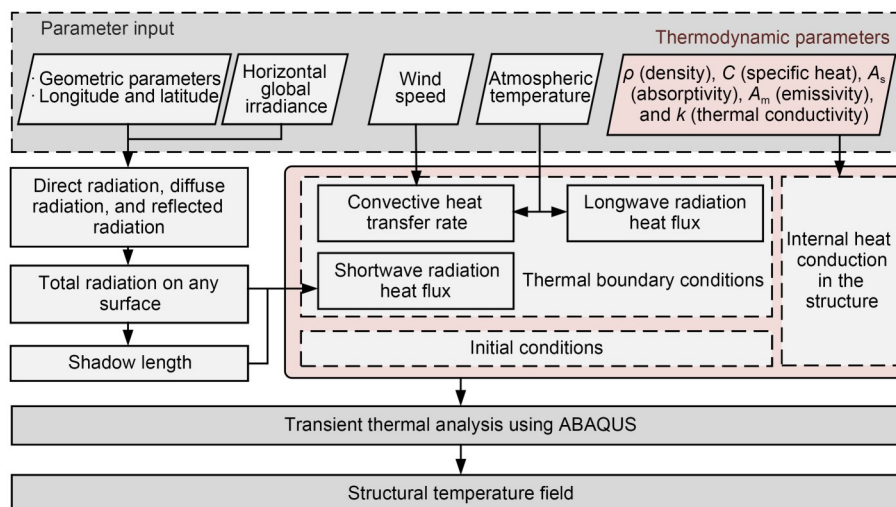 Parameter input
Thermodynamic parameters
· Geometric parameters
· Longitude and latitude
Horizontal
global
irradiance
Wind
speed
Atmospheric
temperature
ρ (density), C (specific heat), Aₛ
(absorptivity), Aₘ (emissivity),
and k (thermal conductivity)
Direct radiation, diffuse
radiation, and reflected
radiation
Convective heat
transfer rate
Longwave radiation
heat flux
Internal heat
conduction
in the
structure
Total radiation on any
surface
Shortwave radiation
heat flux
Thermal boundary conditions
Shadow length
Initial conditions
Transient thermal analysis using ABAQUS
Structural temperature field